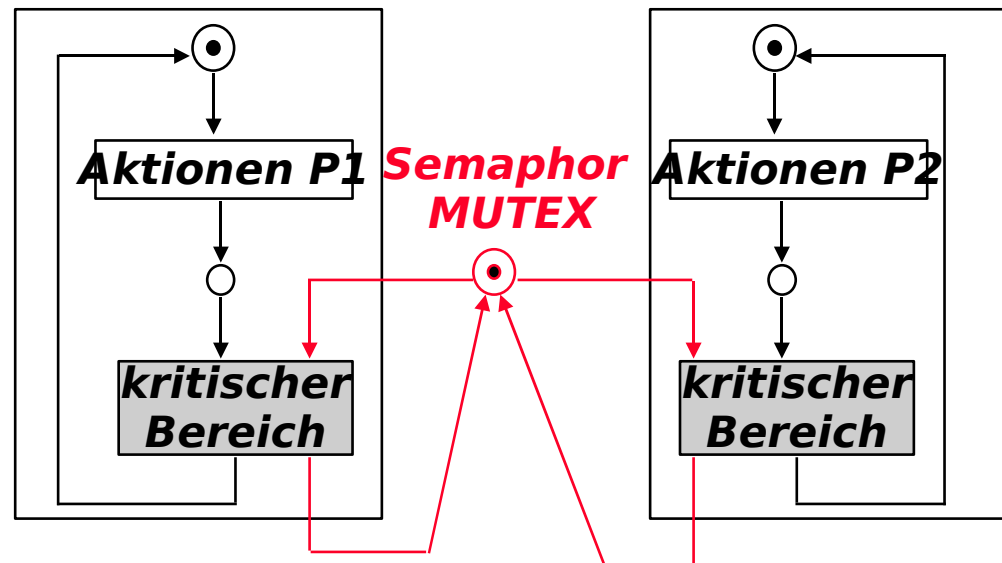 Aktionen P1
Semaphor
MUTEX
Aktionen P2
kritischer
Bereich
kritischer
Bereich